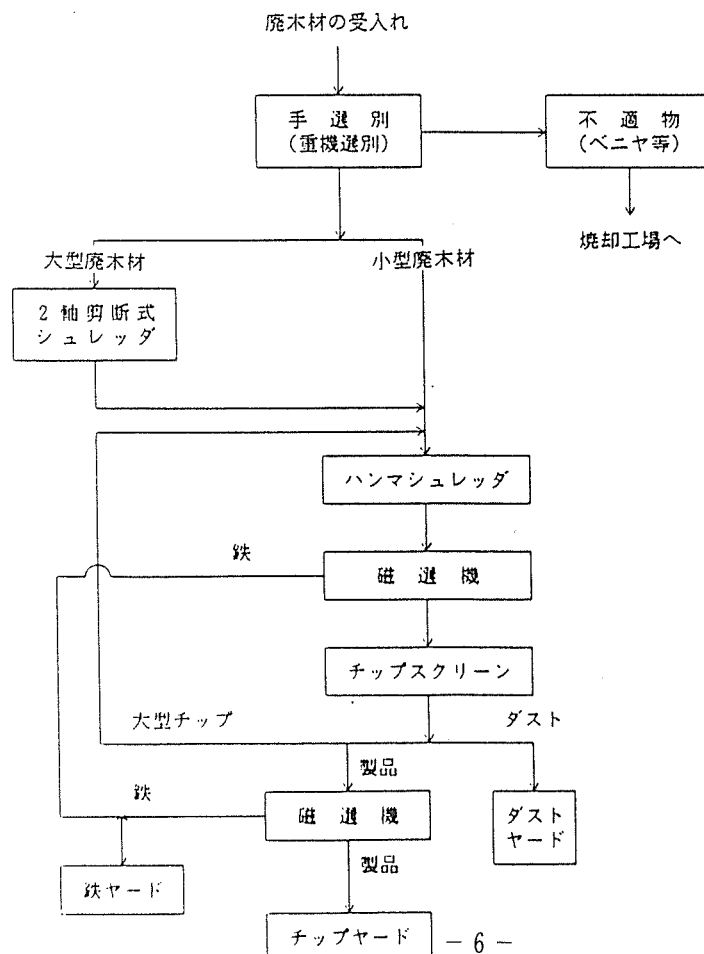 廃木材の受入れ
手選別
(重機選別)
不適物
(ベニヤ等)
焼却工場へ
大型廃木材
小型廃木材
2軸剪断式
シュレッダ
ハンマシュレッダ
鉄
磁選機
チップスクリーン
大型チップ
ダスト
製品
鉄
磁選機
ダスト
ヤード
製品
鉄ヤード
チップヤード
－6－